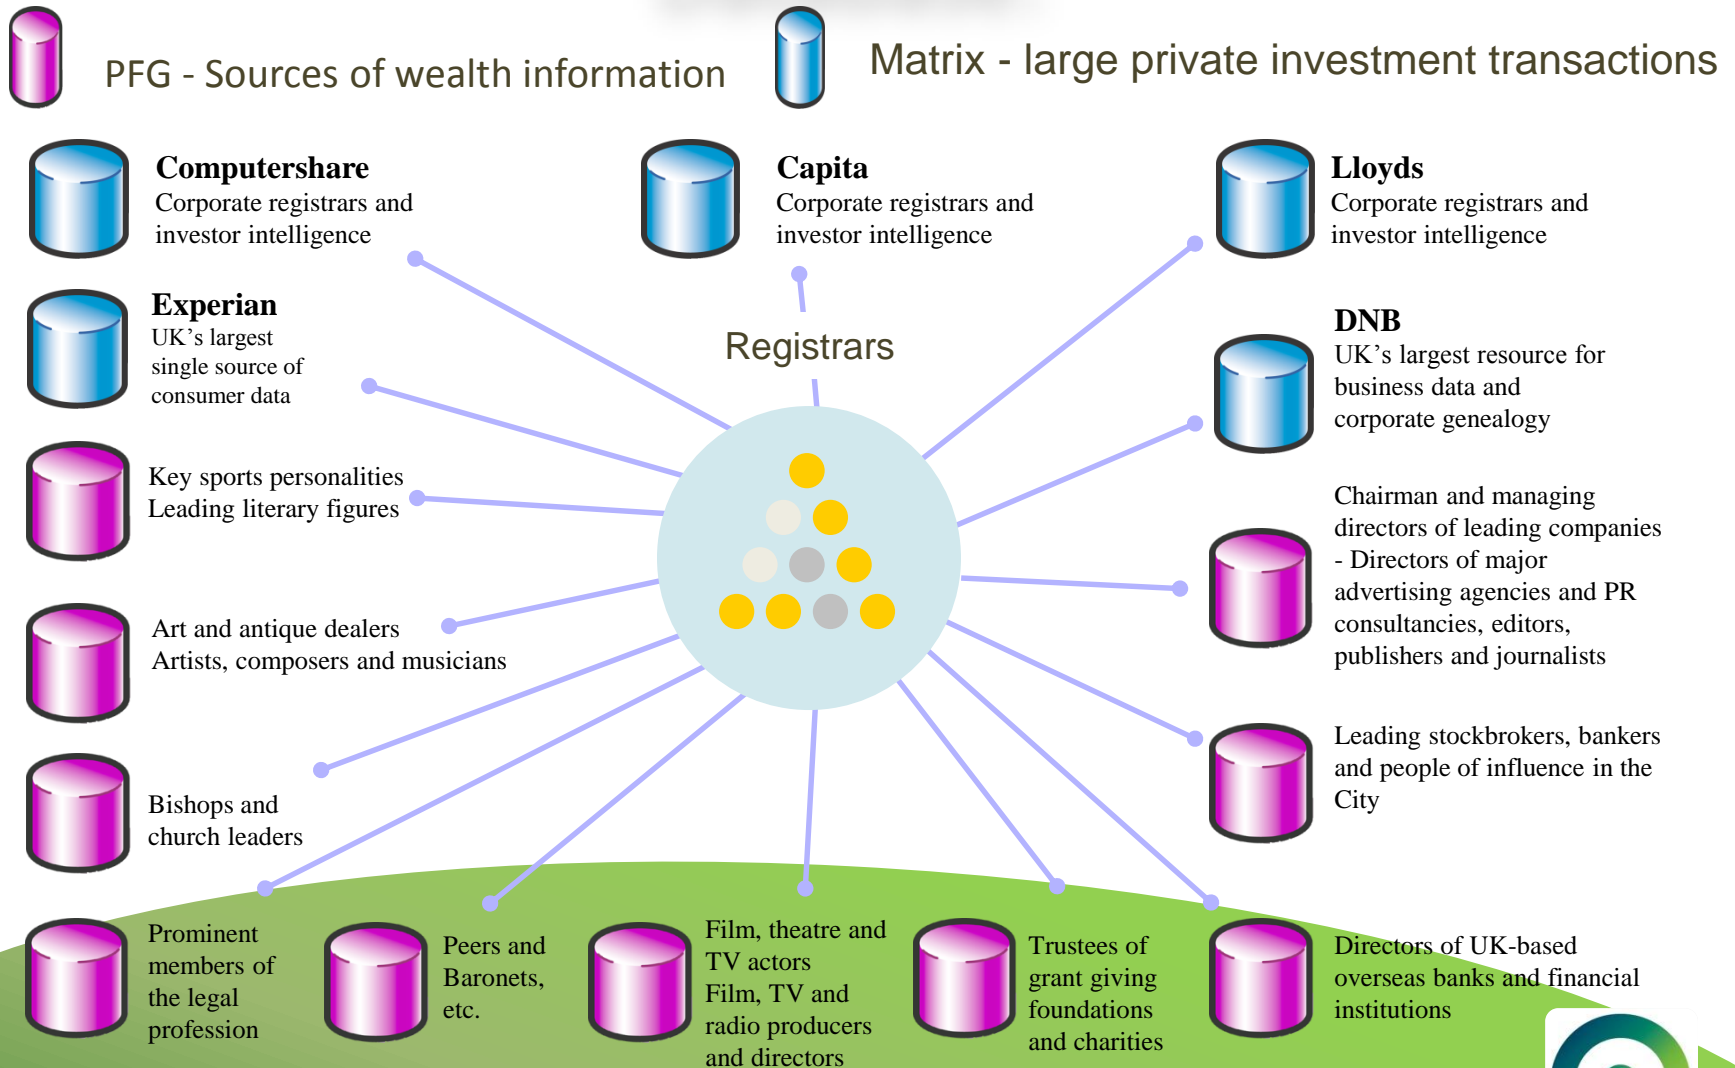 PFG - Sources of wealth information
Matrix - large private investment transactions
Computershare
Corporate registrars and
investor intelligence
Capita
Corporate registrars and
investor intelligence
Lloyds
Corporate registrars and
investor intelligence
Experian
UK’s largest
single source of
consumer data
Registrars
DNB
UK’s largest resource for
business data and
corporate genealogy
Key sports personalities
Leading literary figures
Chairman and managing
directors of leading companies
- Directors of major
advertising agencies and PR
consultancies, editors,
publishers and journalists
Art and antique dealers
Artists, composers and musicians
Leading stockbrokers, bankers
and people of influence in the
City
Bishops and
church leaders
Prominent
members of
the legal
profession
Peers and
Baronets,
etc.
Film, theatre and
TV actors
Film, TV and
radio producers
and directors
Trustees of
grant giving
foundations
and charities
Directors of UK-based
overseas banks and financial
institutions